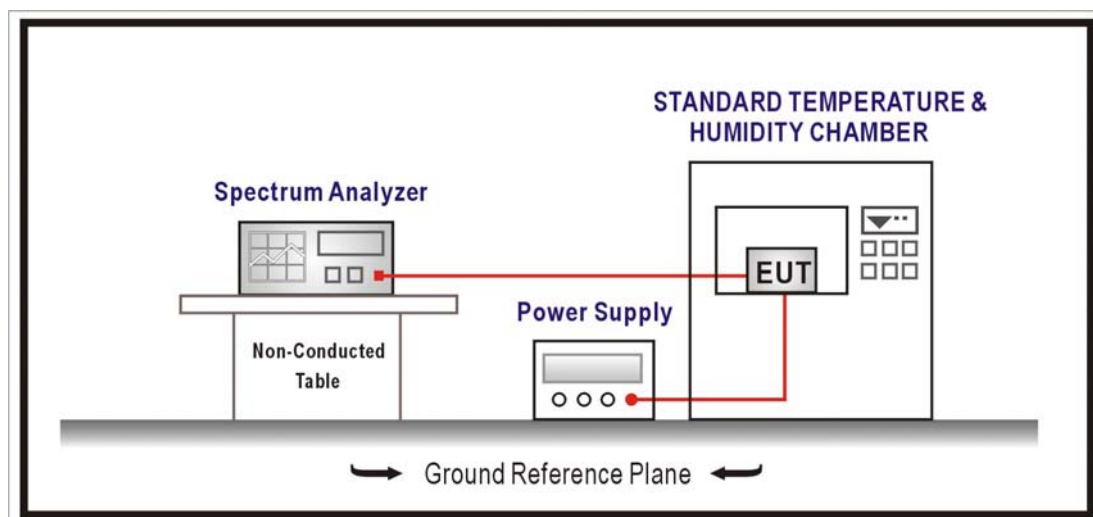 STANDARD TEMPERATURE &
HUMIDITY CHAMBER
Spectrum Analyzer
EUT
Power Supply
Non-Conducted
Table
Ground Reference Plane